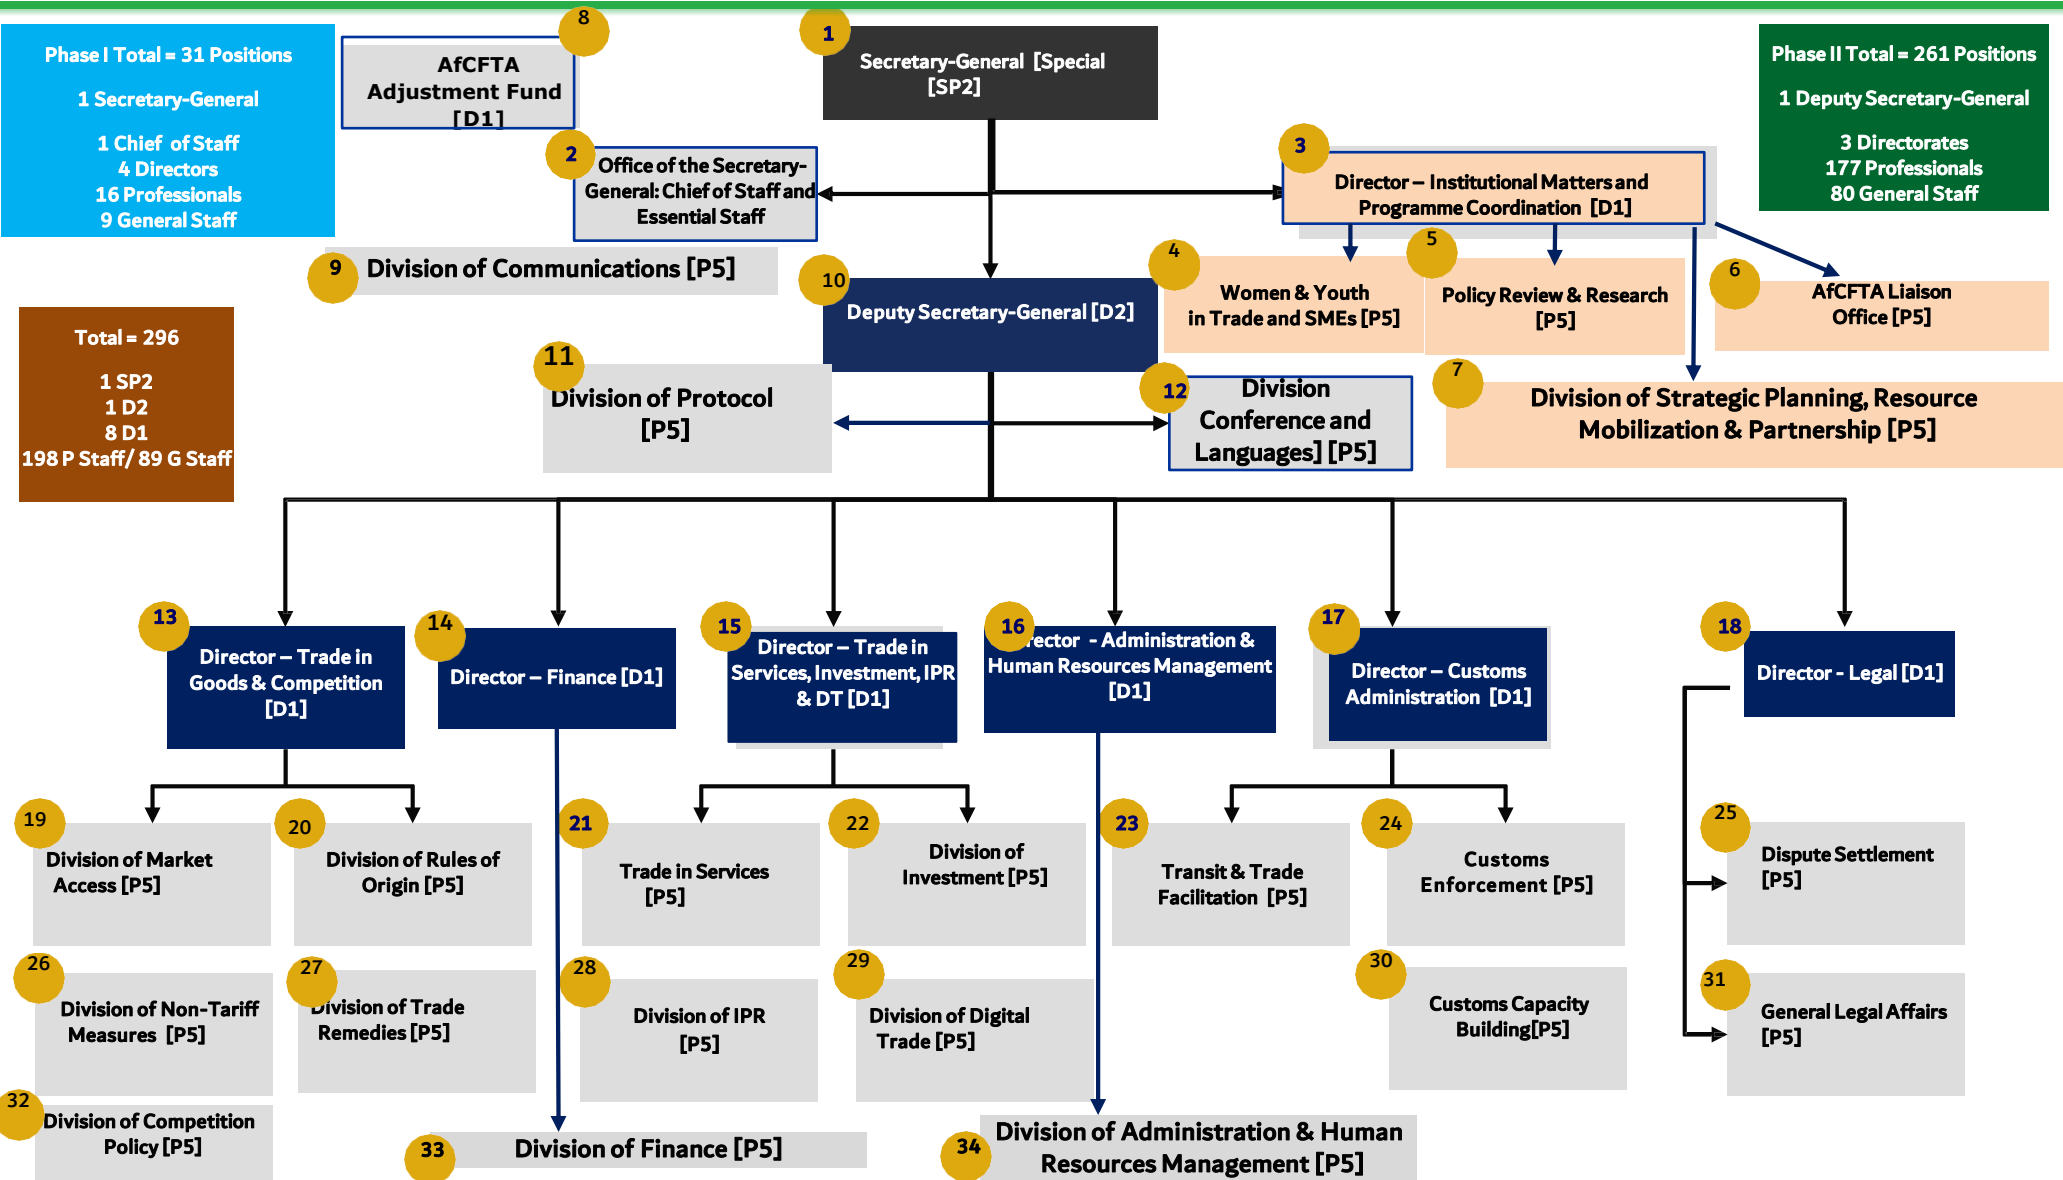 Phase I Total = 31 Positions
1 Secretary-General
1 Chief of Staff
4 Directors
16 Professionals
9 General Staff
8
AfCFTA
Adjustment Fund
[D1]
1
Secretary-General [Special
[SP2]
Phase II Total = 261 Positions
1 Deputy Secretary-General
3 Directorates
177 Professionals
80 General Staff
2
Office of the Secretary-
General: Chief of Staff and
Essential Staff
3
Director – Institutional Matters and
Programme Coordination [D1]
9
Division of Communications [P5]
10
Deputy Secretary-General [D2]
4
Women & Youth
in Trade and SMEs [P5]
5
Policy Review & Research
[P5]
6
AfCFTA Liaison
Office [P5]
Total = 296
1 SP2
1 D2
8 D1
198 P Staff/ 89 G Staff
11
Division of Protocol
[P5]
12
Division
Conference and
Languages] [P5]
7
Division of Strategic Planning, Resource
Mobilization & Partnership [P5]
13
Director – Trade in
Goods & Competition
[D1]
14
Director – Finance [D1]
15
Director – Trade in
Services, Investment, IPR
& DT [D1]
16
rector - Administration &
Human Resources Management
[D1]
17
Director – Customs
Administration [D1]
18
Director - Legal [D1]
19
Division of Market
Access [P5]
20
Division of Rules of
Origin [P5]
21
Trade in Services
[P5]
22
Division of
Investment [P5]
23
Transit & Trade
Facilitation [P5]
24
Customs
Enforcement [P5]
25
Dispute Settlement
[P5]
26
Division of Non-Tariff
Measures [P5]
27
Division of Trade
Remedies [P5]
28
Division of IPR
[P5]
29
Division of Digital
Trade [P5]
30
Customs Capacity
Building[P5]
31
General Legal Affairs
[P5]
32
Division of Competition
Policy [P5]
33
Division of Finance [P5]
34
Division of Administration & Human
Resources Management [P5]